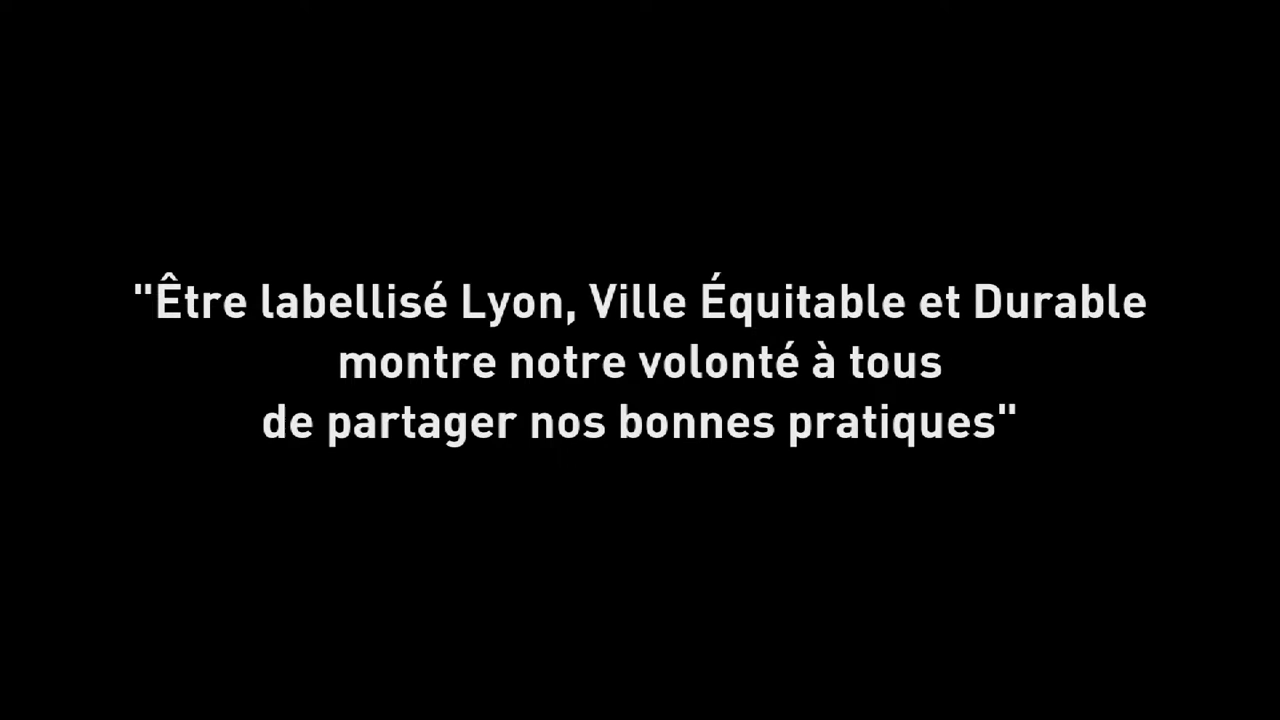 "Être labellisé Lyon, Ville Équitable et Durable
montre notre volonté à tous
de partager nos bonnes pratiques"